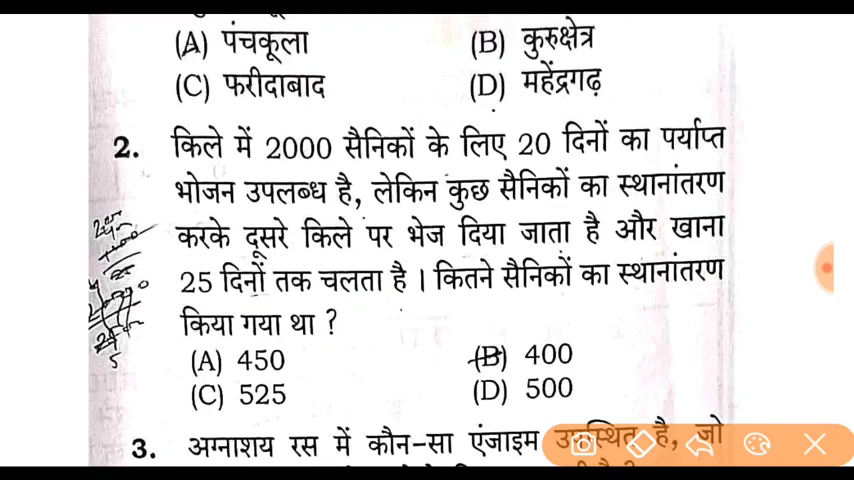 (A) पंचकूला (B) कुरुक्षेत्र
(C) फरीदाबाद (D) महेंद्रगढ़
2. किले में 2000 सैनिकों के लिए 20 दिनों का पर्याप्त
भोजन उपलब्ध है, लेकिन कुछ सैनिकों का स्थानांतरण
करके दूसरे किले पर भेज दिया जाता है और खाना
25 दिनों तक चलता है। कितने सैनिकों का स्थानांतरण
किया गया था ?
(A) 450 (B) 400
(C) 525 (D) 500
3. अग्नाशय रस में कौन-सा एंजाइम उपस्थित है, जो